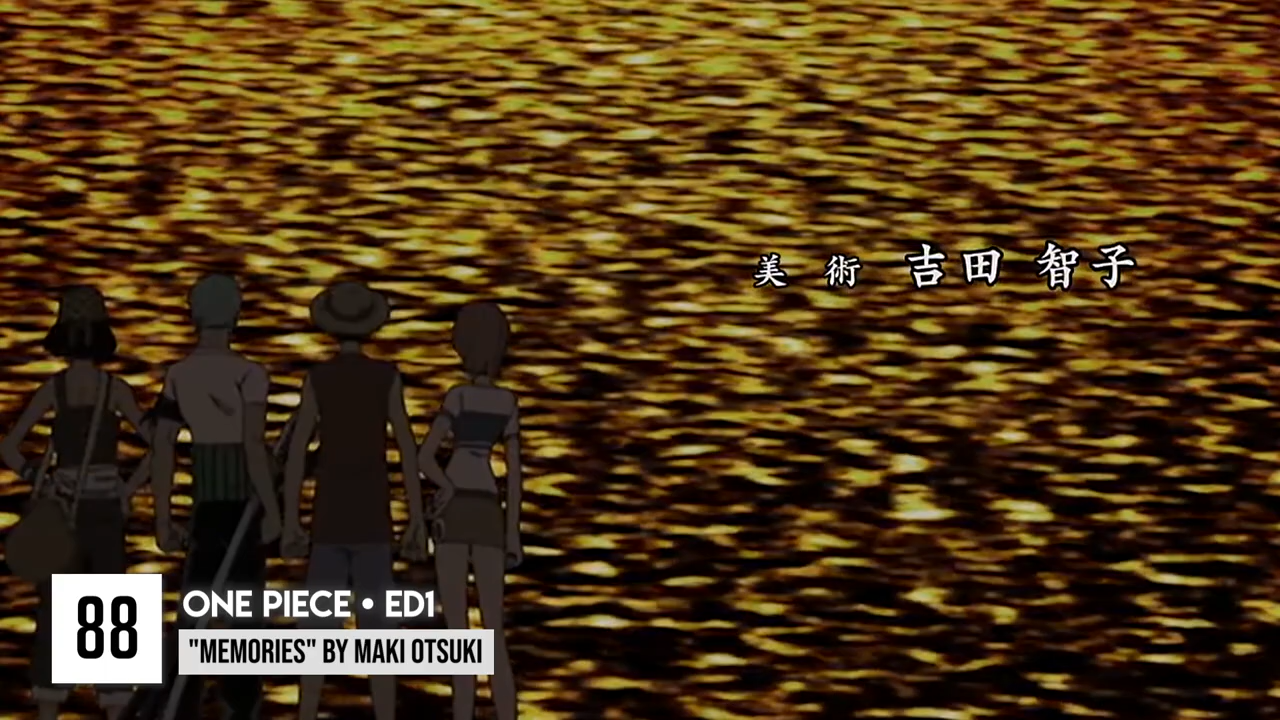 美術 吉田 智子
88
ONE PIECE • ED1
"MEMORIES" BY MAKI OTSUKI